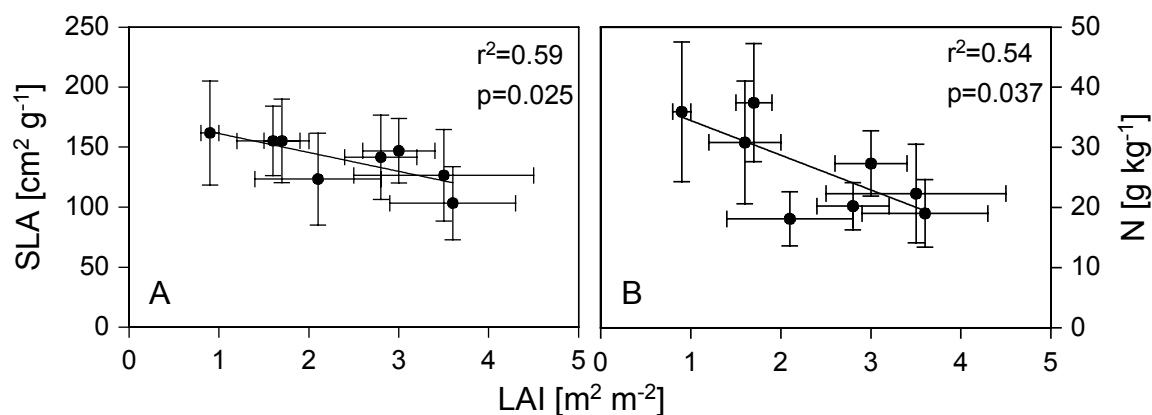 SLA [cm² g⁻¹]
250
200
150
100
50
0
r²=0.59
p=0.025
A
0 1 2 3 4 5
r²=0.54
p=0.037
B
0 1 2 3 4 5
50
40
30
20
10
0
N [g kg⁻¹]
LAI [m² m⁻²]